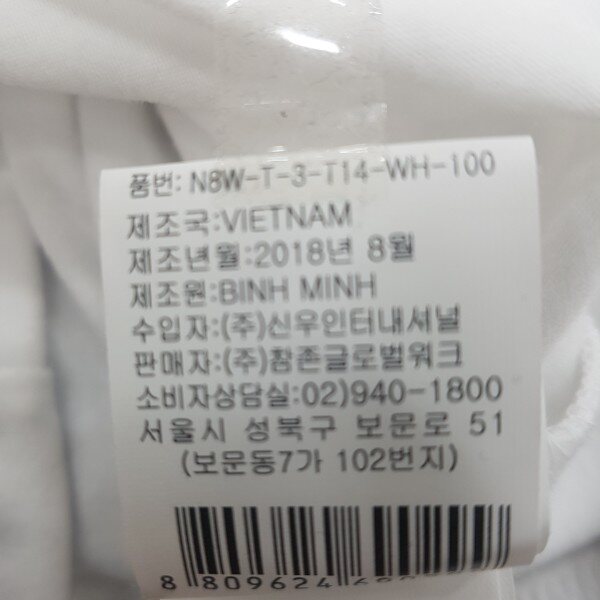 품번: N8W-T-3-T14-WH-100
제조국:VIETNAM
제조년월:2018년 8월
제조원:BINH MINH
수입자:(주)신우인터내셔널
판매자:(주)참존글로벌워크
소비자상담실:02)940-1800
서울시 성북구 보문로 51
(보문동7가 102번지)
8 809624